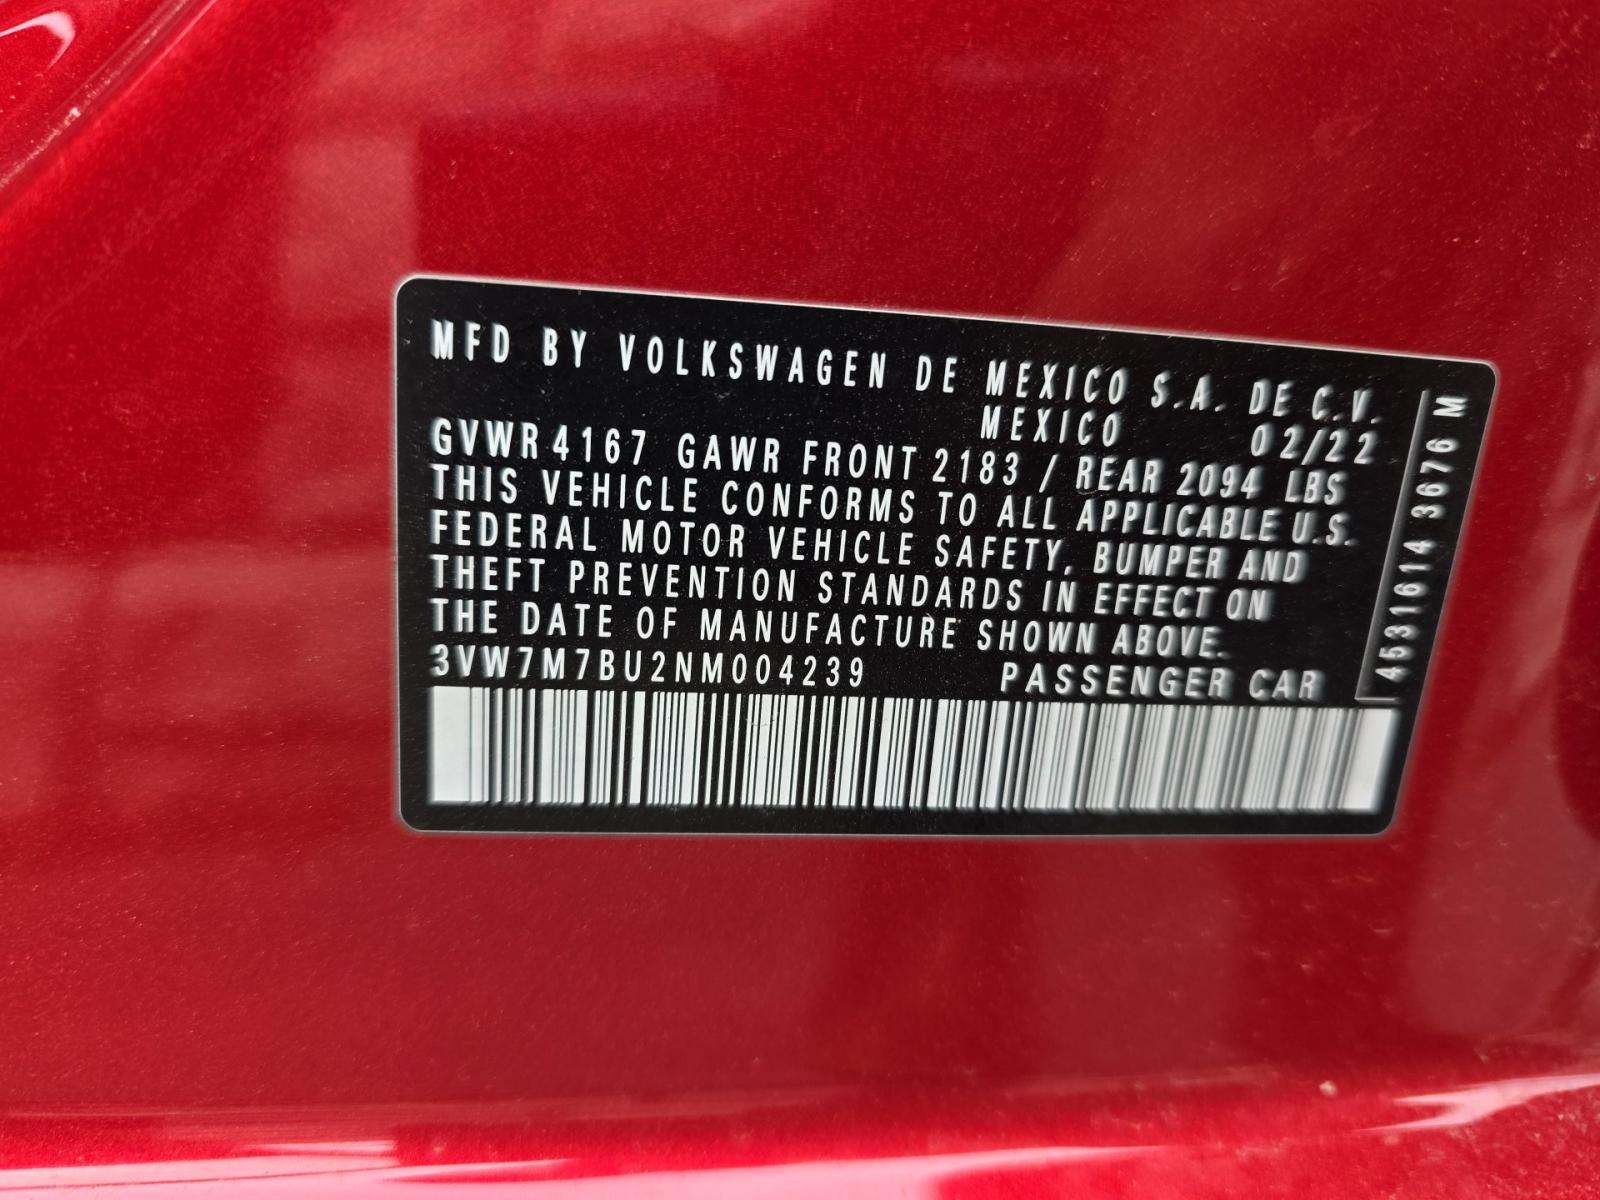 MFD BY VOLKSWAGEN DE MEXICO S.A. DE C.V.
MEXICO 02/22
GVWR 4167 GAWR FRONT 2183 / REAR 2094 LBS
THIS VEHICLE CONFORMS TO ALL APPLICABLE U.S.
FEDERAL MOTOR VEHICLE SAFETY, BUMPER AND
THEFT PREVENTION STANDARDS IN EFFECT ON
THE DATE OF MANUFACTURE SHOWN ABOVE.
3VW7M7BU2NM004239 PASSENGER CAR
4531614 3676 M